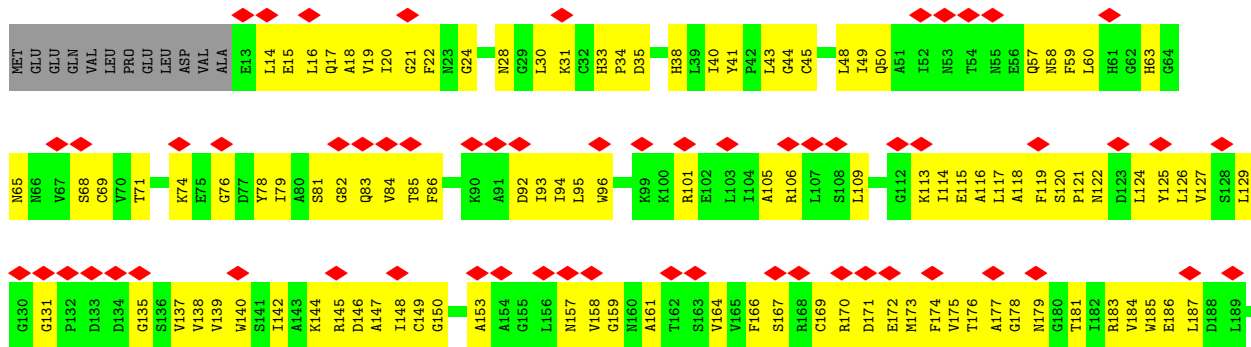 MET GLU GLU GLN VAL LEU PRO GLU LEU ASP VAL ALA E13 L14 E15 L16 Q17 A18 V19 I20 G21 F22 N23 G24 N28 G29 L30 K31 C32 H33 P34 D35 H38 L39 I40 Y41 P42 L43 G44 C45 L48 I49 Q50 A51 I52 N53 T54 N55 E56 Q57 N58 F59 L60 H61 G62 H63 G64
N65 N66 V67 S68 C69 V70 T71 K74 E75 G76 D77 Y78 I79 A80 S81 G82 Q83 V84 T85 F86 K90 A91 D92 I93 I94 L95 W96 K99 K100 R101 E102 L103 I104 A105 R106 L107 S108 L109 G112 K113 I114 E115 A116 L117 A118 F119 S120 P121 N122 D123 L124 Y125 L126 V127 S128 L129
G130 G131 P132 D133 D134 G135 S136 V137 V138 V139 W140 S141 I142 A143 K144 R145 D146 A147 I148 C149 G150 A153 A154 G155 L156 N157 V158 G159 N160 A161 T162 S163 V164 V165 F166 S167 R168 C169 R170 D171 E172 M173 F174 V175 T176 A177 G178 N179 G180 T181 I182 R183 V184 W185 E186 L187 D188 L189